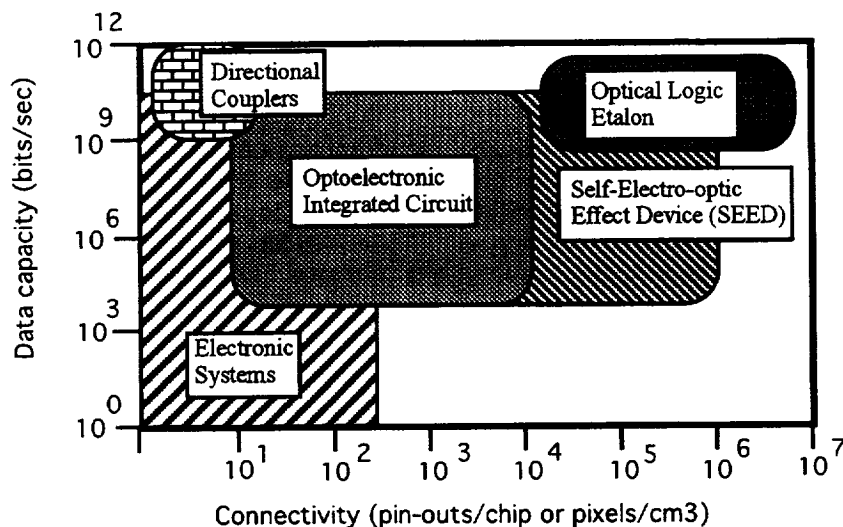 10^12
10^9
10^6
10^3
10^0
Data capacity (bits/sec)
Directional
Couplers
Optical Logic
Etalon
Optoelectronic
Integrated Circuit
Self-Electro-optic
Effect Device (SEED)
Electronic
Systems
10^1 10^2 10^3 10^4 10^5 10^6 10^7
Connectivity (pin-outs/chip or pixels/cm3)